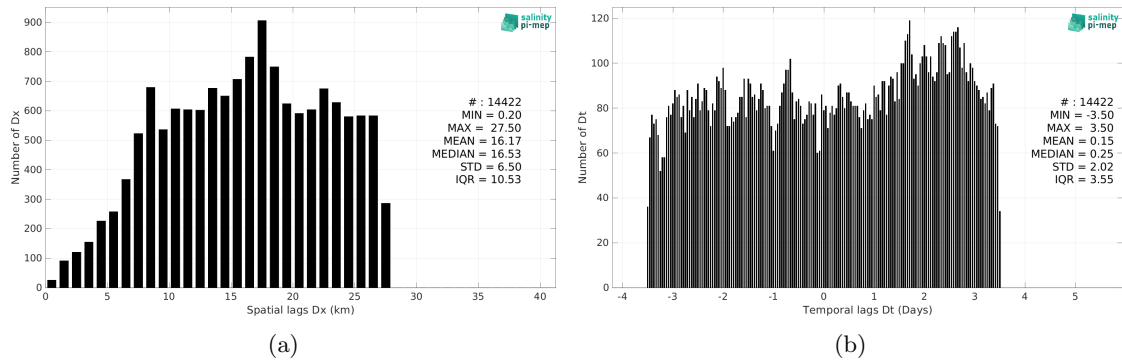 salinity
pi-mep
900
800
700
600
500
400
300
200
100
0
Number of Dx
# : 14422
MIN = 0.20
MAX = 27.50
MEAN = 16.17
MEDIAN = 16.53
STD = 6.50
IQR = 10.53
0 5 10 15 20 25 30 35 40
Spatial lags Dx (km)
(a)
salinity
pi-mep
120
100
80
60
40
20
0
Number of Dt
# : 14422
MIN = -3.50
MAX = 3.50
MEAN = 0.15
MEDIAN = 0.25
STD = 2.02
IQR = 3.55
-4 -3 -2 -1 0 1 2 3 4 5
Temporal lags Dt (Days)
(b)